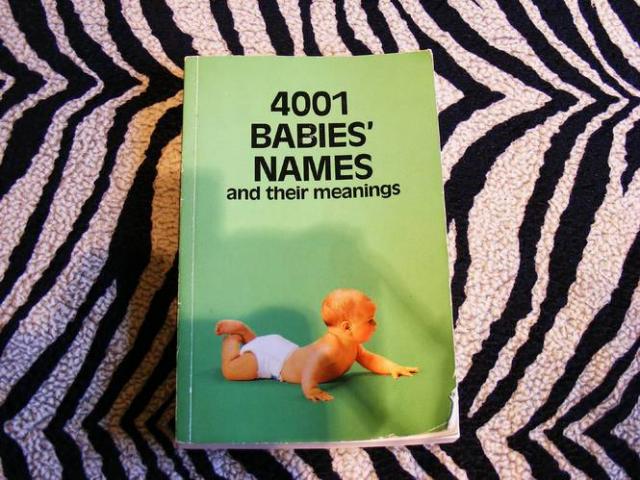 4001
BABIES'
NAMES
and their meanings